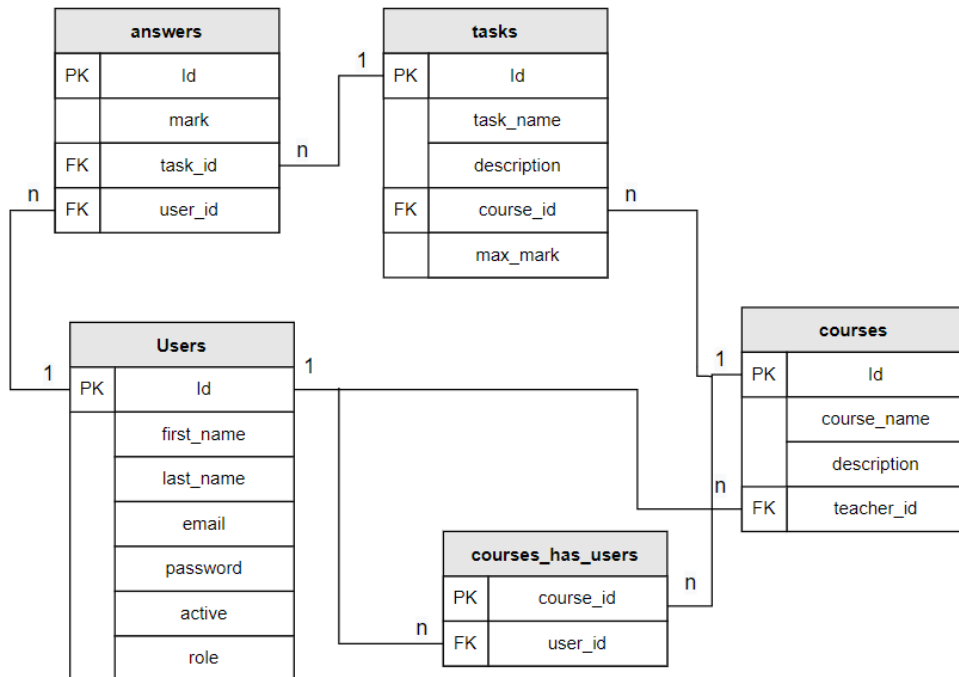 answers
PK Id
mark
FK task_id
FK user_id
tasks
PK Id
task_name
description
FK course_id
max_mark
1
n
n
n
1
Users
PK Id
first_name
last_name
email
password
active
role
1
courses
PK Id
course_name
description
FK teacher_id
1
n
courses_has_users
PK course_id
FK user_id
n
n